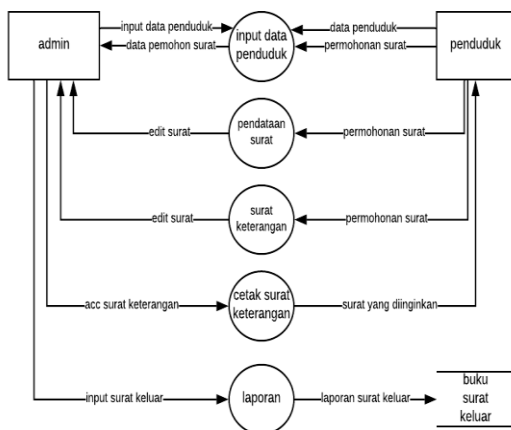 admin
input data penduduk
data pemohon surat
input data
penduduk
data penduduk
permohonan surat
penduduk
edit surat
pendataan
surat
permohonan surat
edit surat
surat
keterangan
permohonan surat
acc surat keterangan
cetak surat
keterangan
surat yang diinginkan
input surat keluar
laporan
laporan surat keluar
buku
surat
keluar